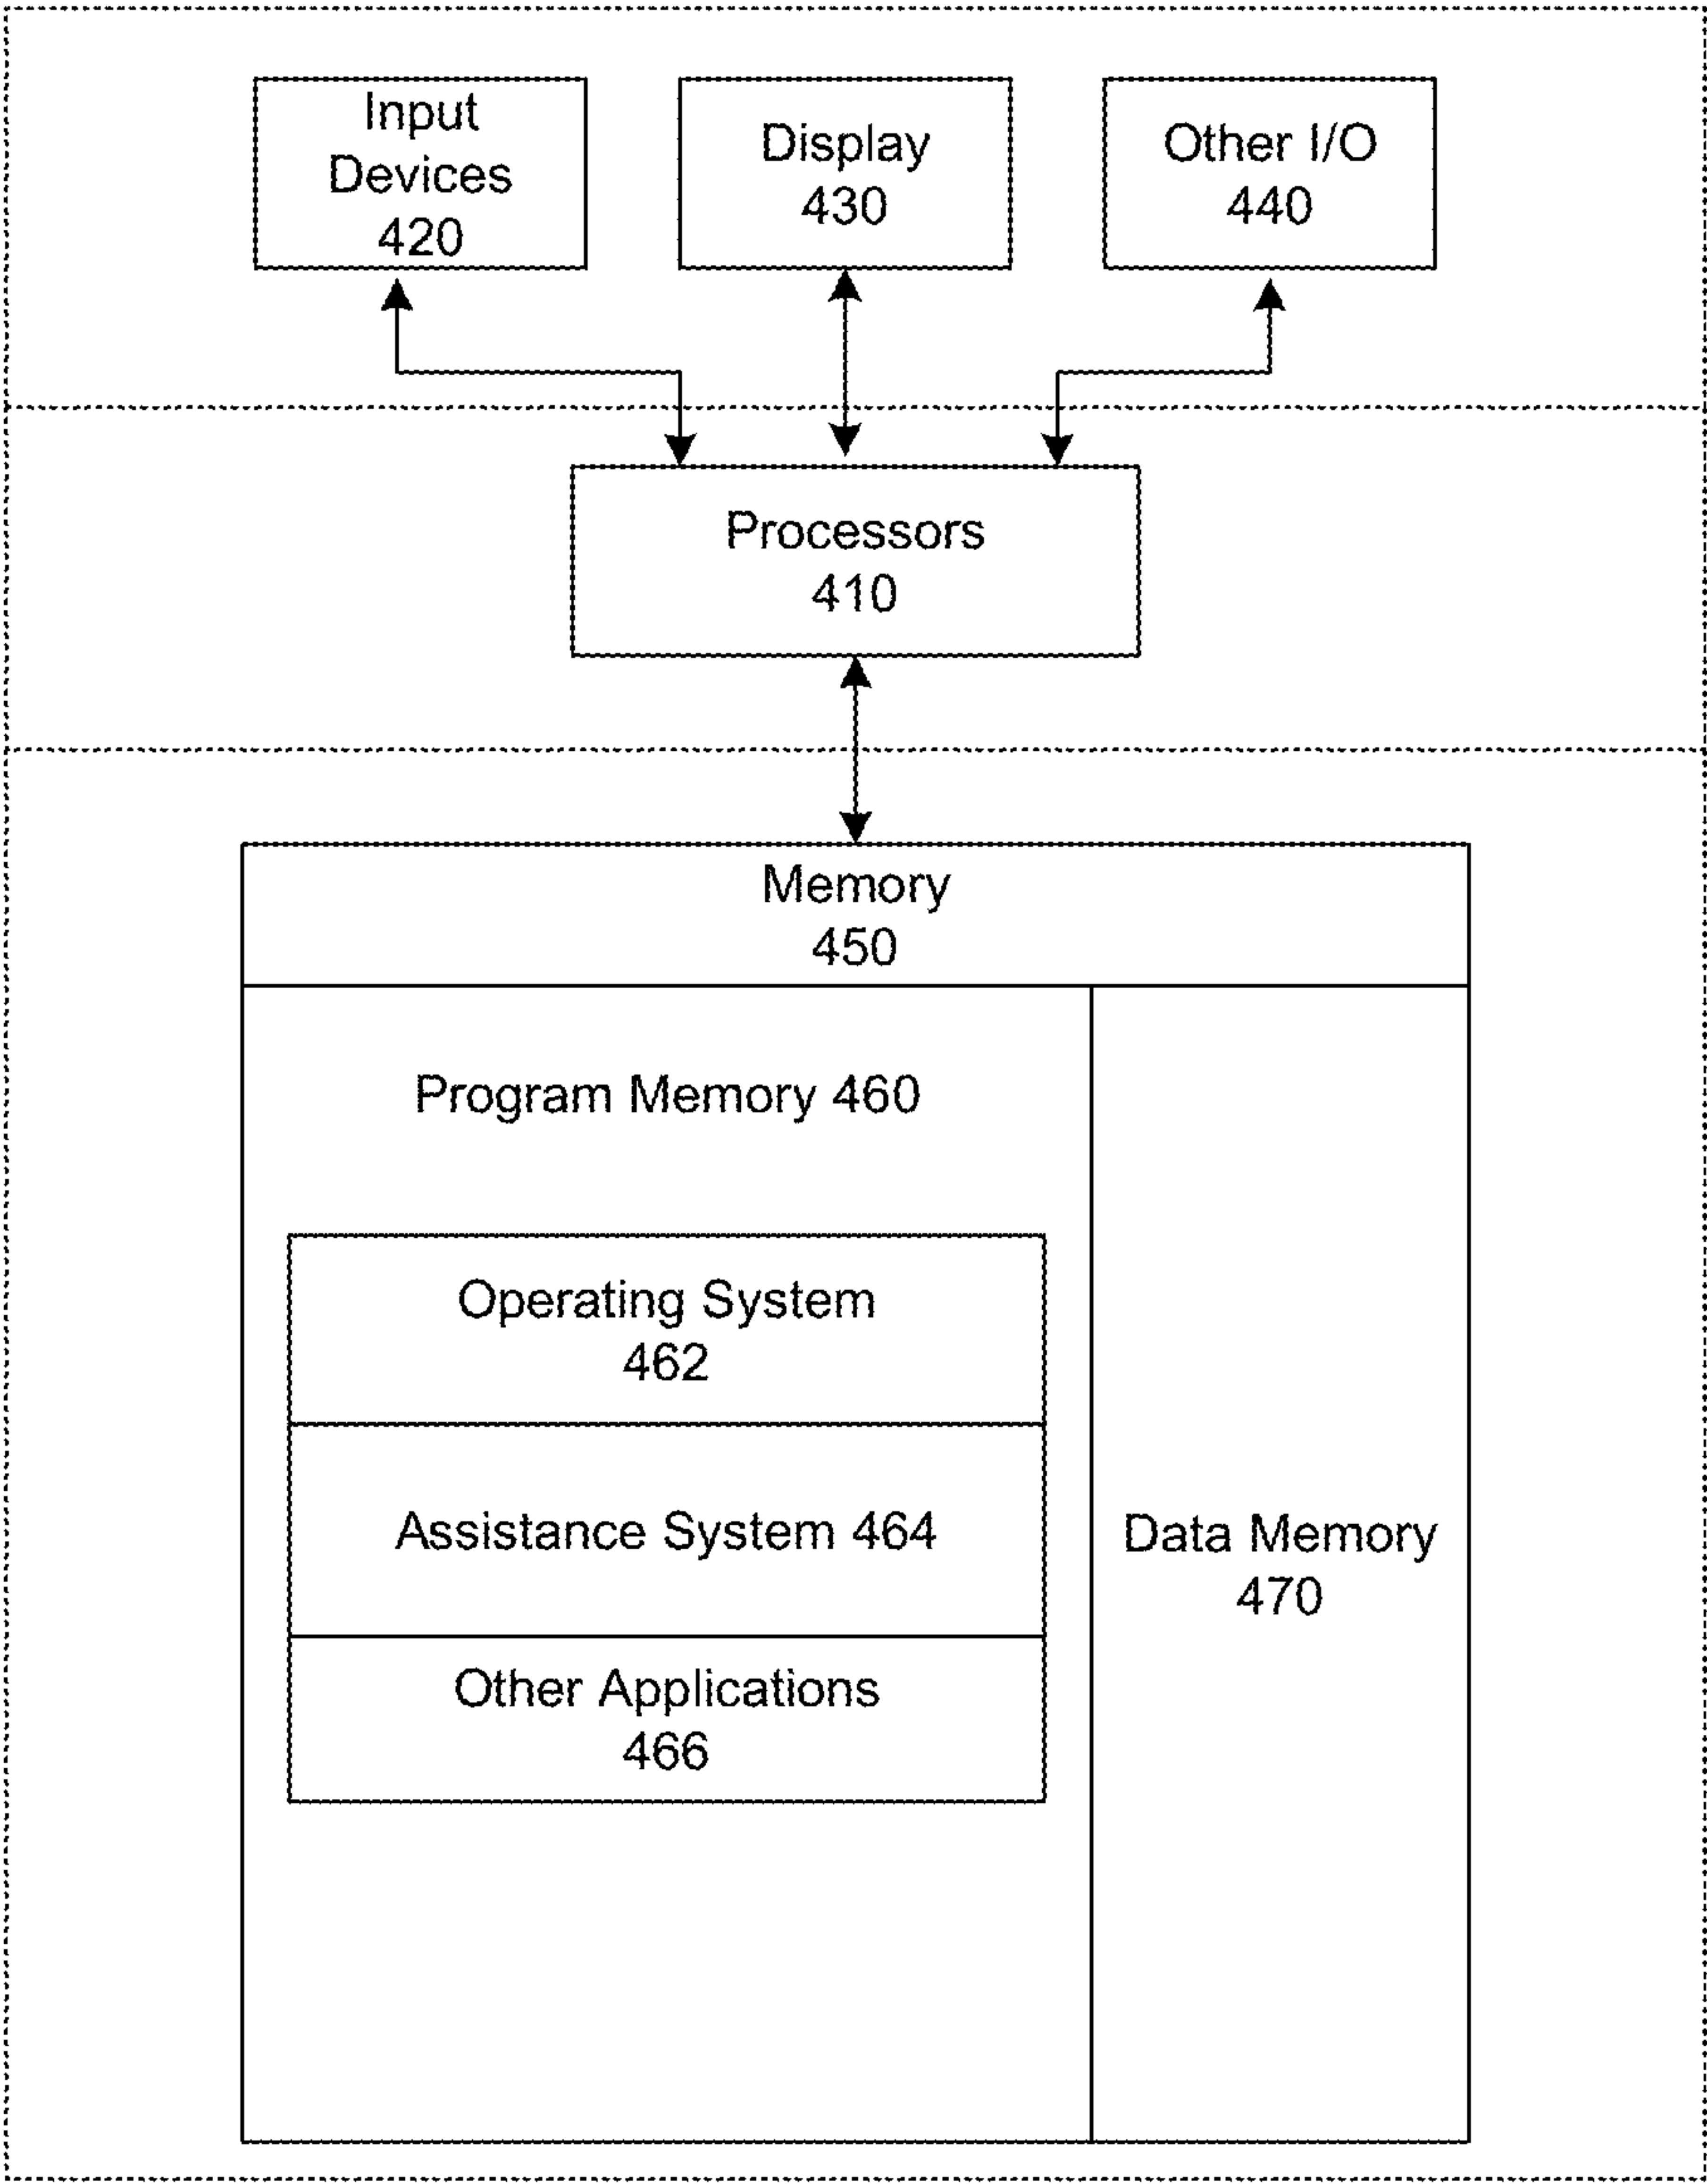 Input
Devices
420
Display
430
Other I/O
440
Processors
410
Memory
450
Program Memory 460
Operating System
462
Assistance System 464
Other Applications
466
Data Memory
470